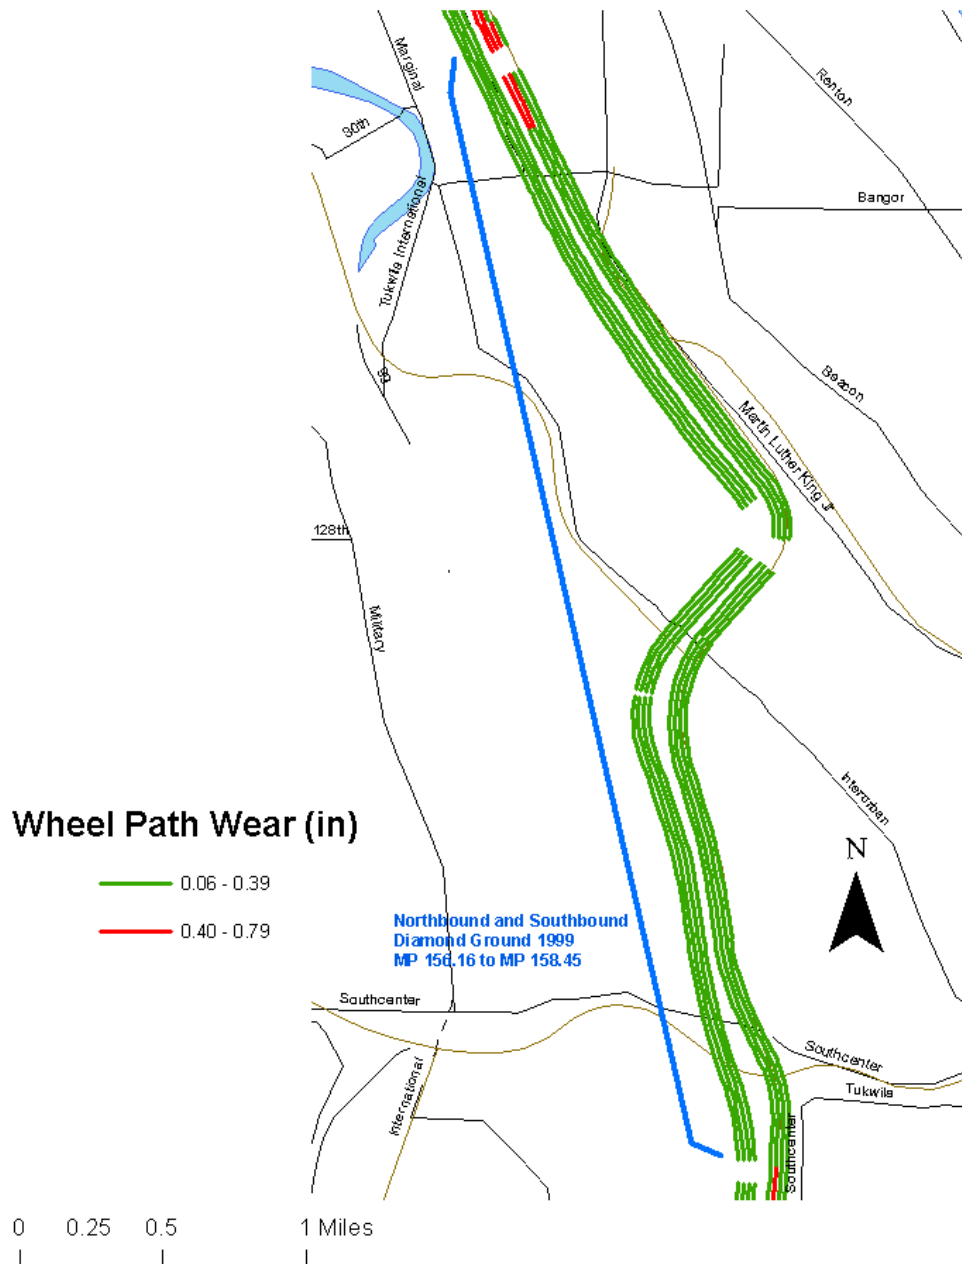 Marginal
Renton
30th
Bangor
Tukwila International
99
Beacon
Martin Luther King Jr
128th
Military
Interurban
Wheel Path Wear (in)
0.06 - 0.39
0.40 - 0.79
N
Northbound and Southbound
Diamond Ground 1999
MP 156.16 to MP 158.45
Southcenter
Southcenter
Tukwila
International
Southcenter
0 0.25 0.5 1 Miles